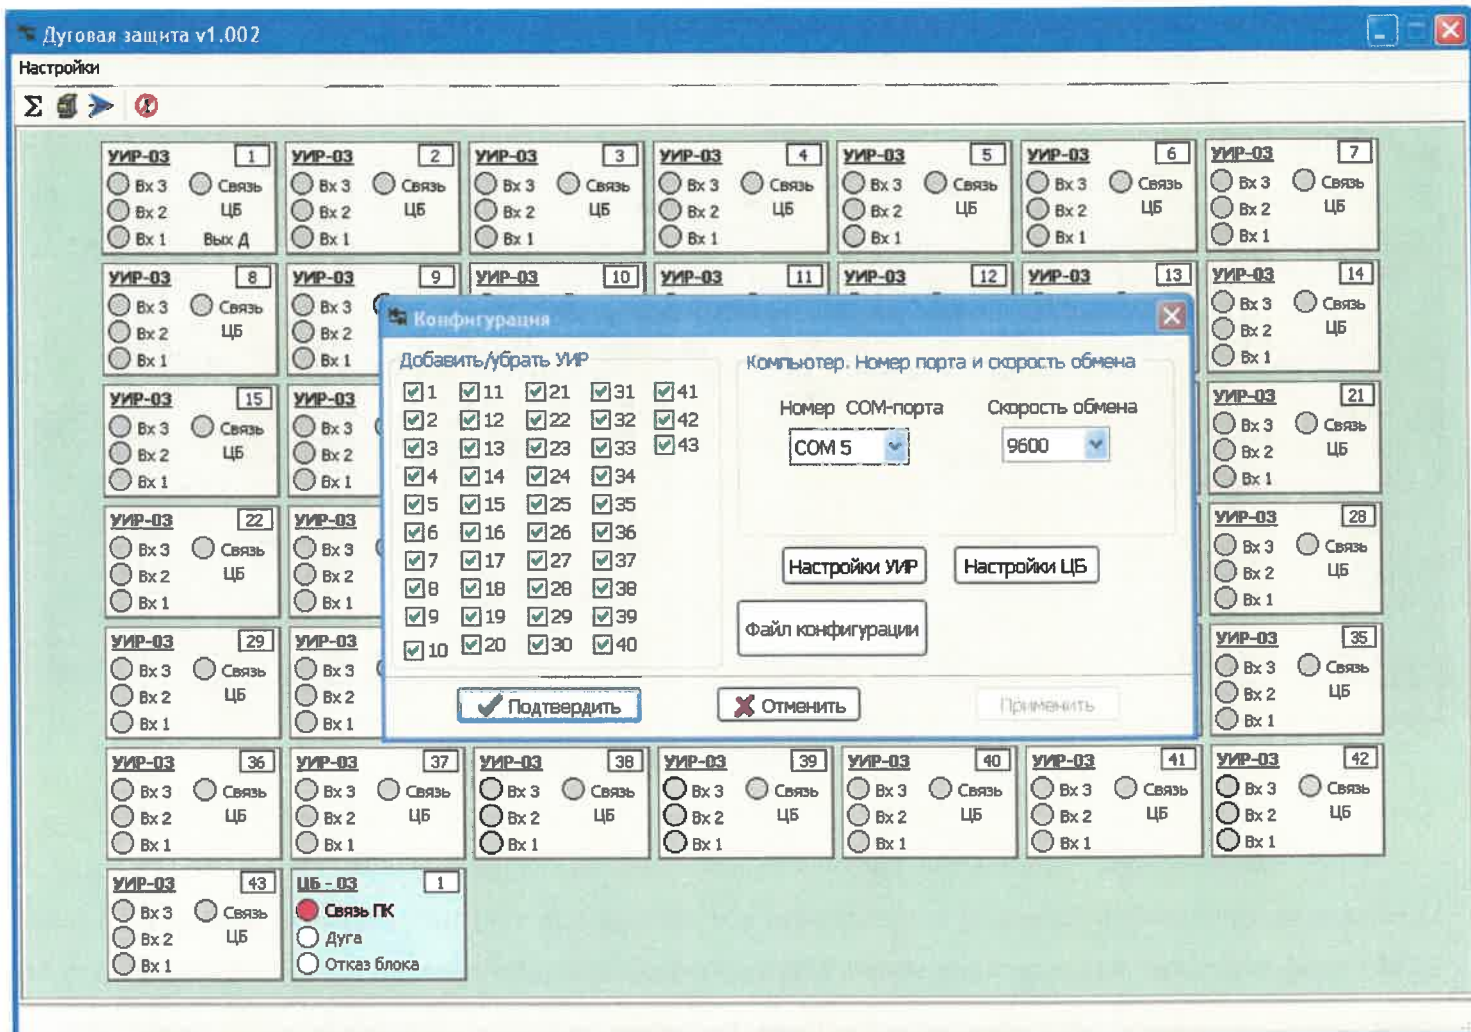 Дуговая защита v1.002
Настройки
УИР-03 1 УИР-03 2 УИР-03 3 УИР-03 4 УИР-03 5 УИР-03 6 УИР-03 7
Вх 3 Связь Вх 3 Связь Вх 3 Связь Вх 3 Связь Вх 3 Связь Вх 3 Связь Вх 3 Связь
Вх 2 ЦБ Вх 2 ЦБ Вх 2 ЦБ Вх 2 ЦБ Вх 2 ЦБ Вх 2 ЦБ Вх 2 ЦБ
Вх 1 Вых Д Вх 1 Вх 1 Вх 1 Вх 1 Вх 1 Вх 1
УИР-03 8 УИР-03 9 УИР-03 10 УИР-03 11 УИР-03 12 УИР-03 13 УИР-03 14
Вх 3 Связь Вх 3 Вх 3 Связь
Вх 2 ЦБ Вх 2 Вх 2 ЦБ
Вх 1 Вх 1 Вх 1
УИР-03 15 УИР-03 21
Вх 3 Связь Вх 3 Вх 3 Связь
Вх 2 ЦБ Вх 2 Вх 2 ЦБ
Вх 1 Вх 1 Вх 1
УИР-03 22 УИР-03 УИР-03 28
Вх 3 Связь Вх 3 Вх 3 Связь
Вх 2 ЦБ Вх 2 Вх 2 ЦБ
Вх 1 Вх 1 Вх 1
УИР-03 29 УИР-03 УИР-03 35
Вх 3 Связь Вх 3 Вх 3 Связь
Вх 2 ЦБ Вх 2 Вх 2 ЦБ
Вх 1 Вх 1 Вх 1
Конфигурация
Добавить/убрать УИР
1 11 21 31 41
2 12 22 32 42
3 13 23 33 43
4 14 24 34
5 15 25 35
6 16 26 36
7 17 27 37
8 18 28 38
9 19 29 39
10 20 30 40
Компьютер. Номер порта и скорость обмена
Номер COM-порта Скорость обмена
COM 5 9600
Настройки УИР Настройки ЦБ
Файл конфигурации
Подтвердить Отменить Применить
УИР-03 36 УИР-03 37 УИР-03 38 УИР-03 39 УИР-03 40 УИР-03 41 УИР-03 42
Вх 3 Связь Вх 3 Связь Вх 3 Связь Вх 3 Связь Вх 3 Связь Вх 3 Связь Вх 3 Связь
Вх 2 ЦБ Вх 2 ЦБ Вх 2 ЦБ Вх 2 ЦБ Вх 2 ЦБ Вх 2 ЦБ Вх 2 ЦБ
Вх 1 Вх 1 Вх 1 Вх 1 Вх 1 Вх 1 Вх 1
УИР-03 43 ЦБ - 03 1
Вх 3 Связь Связь ПК
Вх 2 ЦБ Дуга
Вх 1 Отказ блока